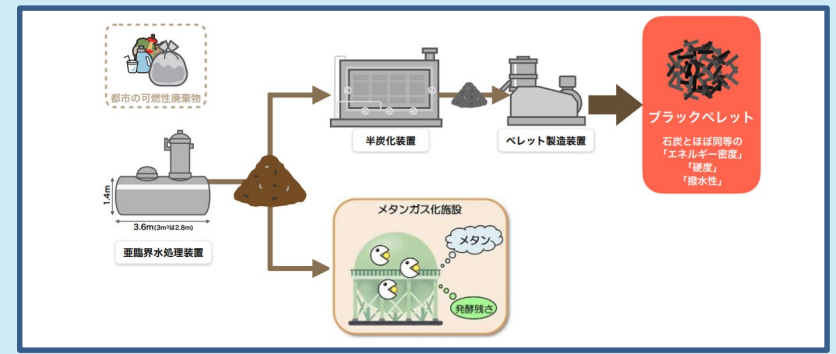 都市の可燃性廃棄物
1.4m
3.6m(3m³は2.8m)
亜臨界水処理装置
半炭化装置
ペレット製造装置
ブラックペレット
石炭とほぼ同等の
「エネルギー密度」
「硬度」
「撥水性」
メタンガス化施設
メタン
発酵残さ